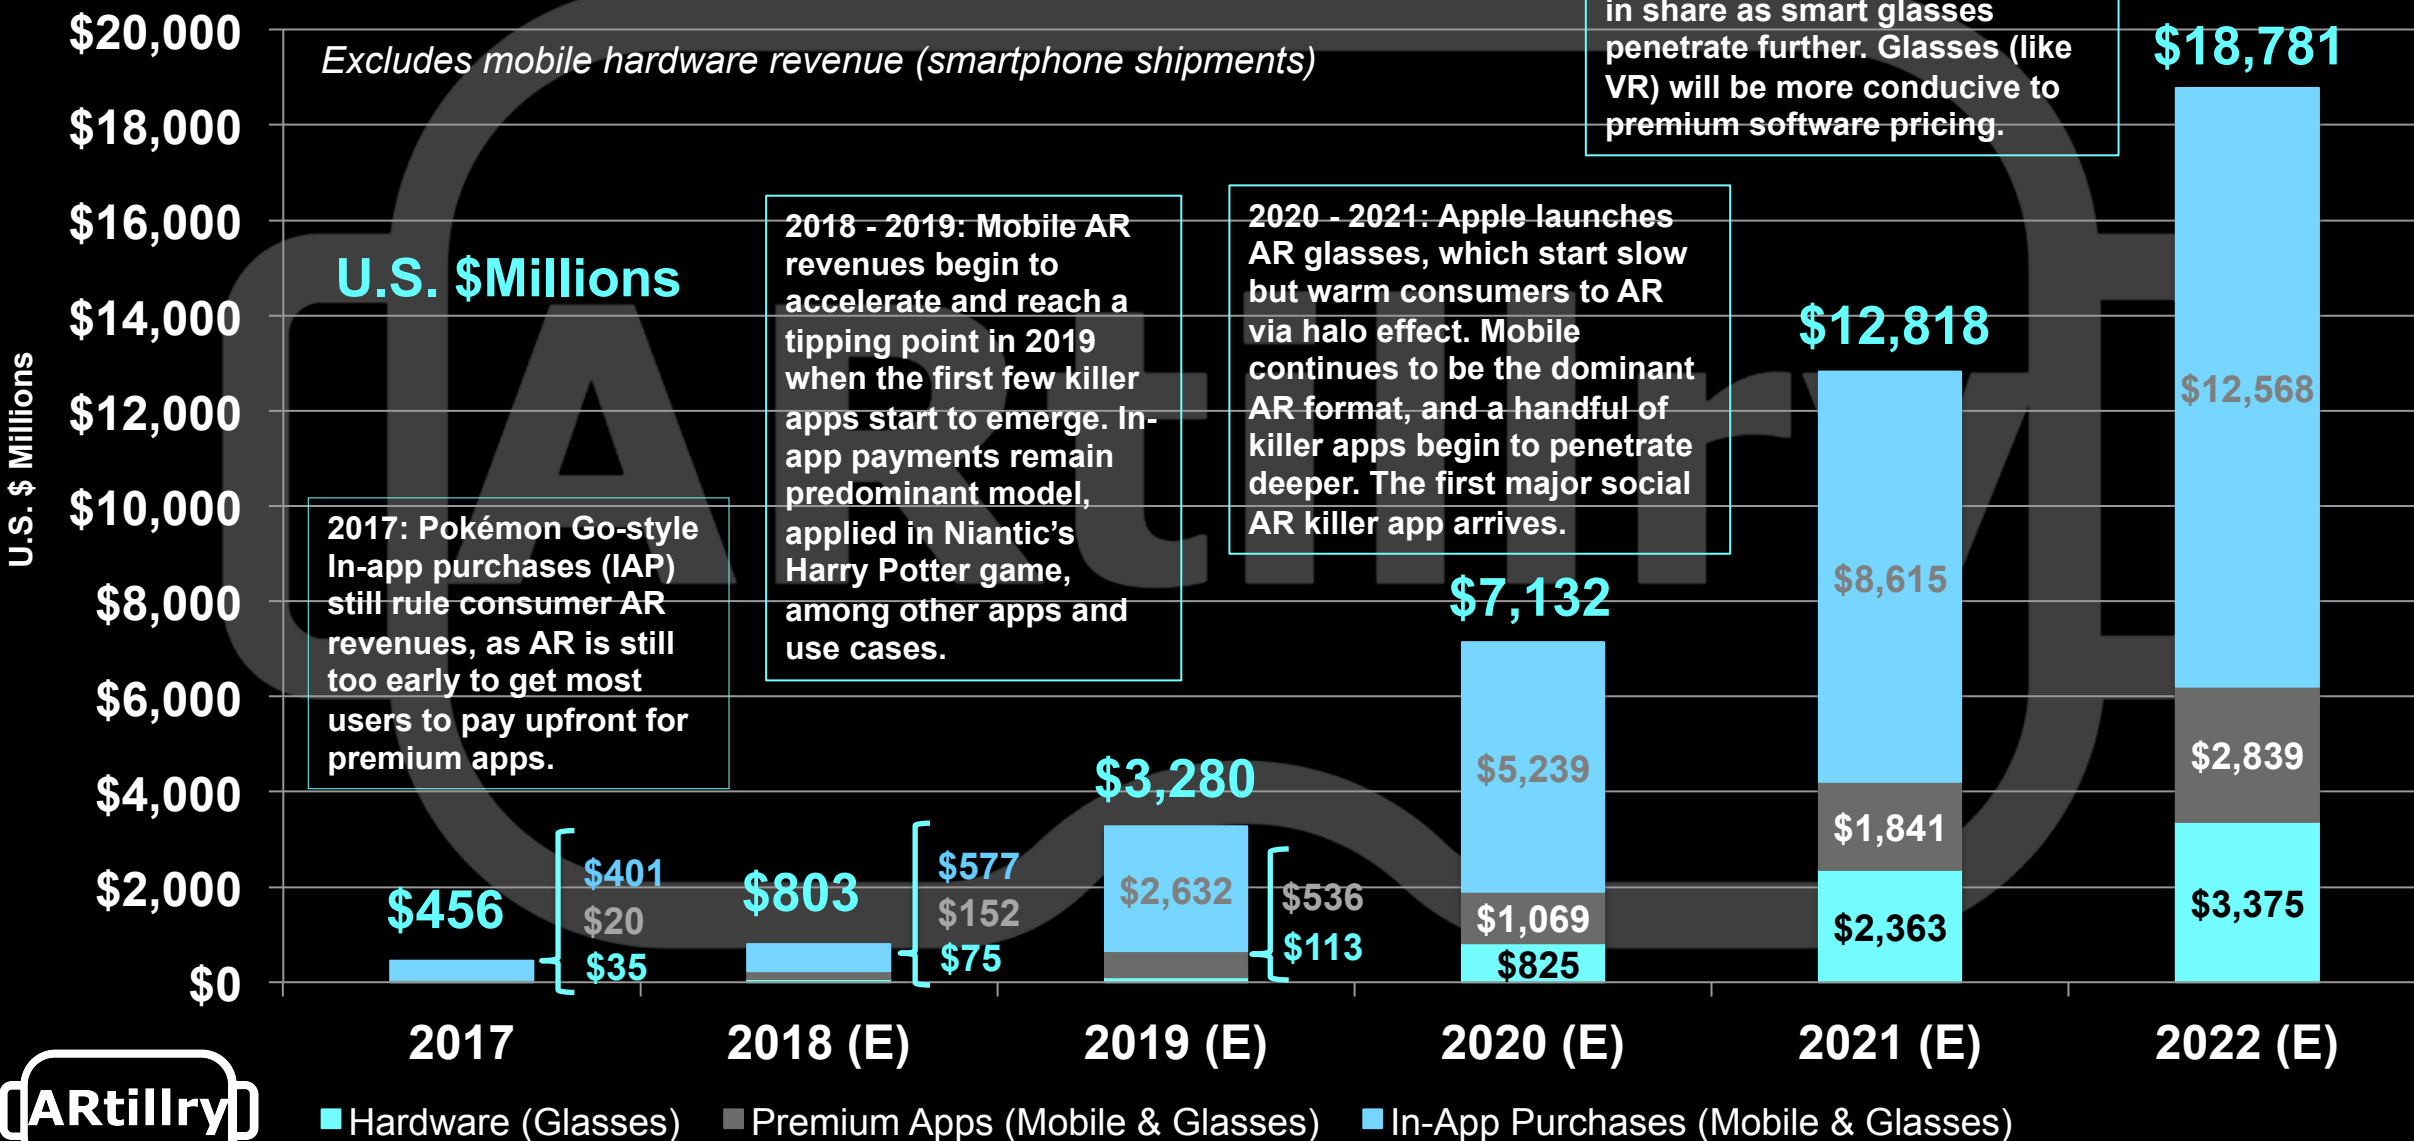 in share as smart glasses
penetrate further. Glasses (like
VR) will be more conducive to
premium software pricing.
$20,000
$18,000
$16,000
$14,000
$12,000
$10,000
$8,000
$6,000
$4,000
$2,000
$0
U.S. $ Millions
Excludes mobile hardware revenue (smartphone shipments)
U.S. $Millions
2017: Pokémon Go-style
In-app purchases (IAP)
still rule consumer AR
revenues, as AR is still
too early to get most
users to pay upfront for
premium apps.
2018 - 2019: Mobile AR
revenues begin to
accelerate and reach a
tipping point in 2019
when the first few killer
apps start to emerge. In-
app payments remain
predominant model,
applied in Niantic’s
Harry Potter game,
among other apps and
use cases.
2020 - 2021: Apple launches
AR glasses, which start slow
but warm consumers to AR
via halo effect. Mobile
continues to be the dominant
AR format, and a handful of
killer apps begin to penetrate
deeper. The first major social
AR killer app arrives.
ARtillry
$456
$401
$20
$35
$803
$577
$152
$75
$3,280
$2,632
$536
$113
$7,132
$5,239
$1,069
$825
$12,818
$8,615
$1,841
$2,363
$18,781
$12,568
$2,839
$3,375
2017
2018 (E)
2019 (E)
2020 (E)
2021 (E)
2022 (E)
ARtillry
Hardware (Glasses)
Premium Apps (Mobile & Glasses)
In-App Purchases (Mobile & Glasses)